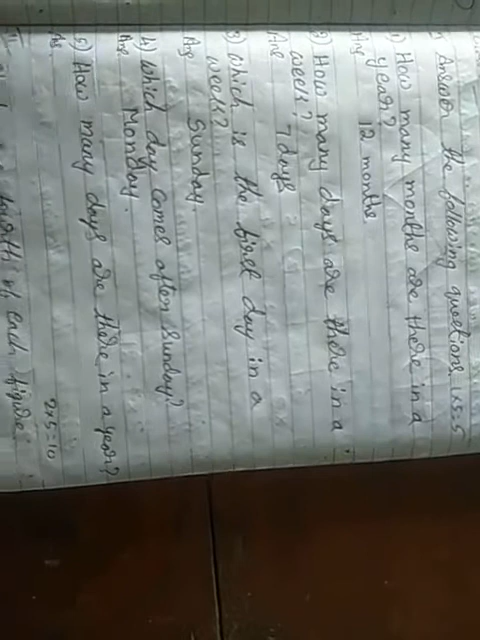 Answer the following questions. 1x5=5
1) How many months are there in a
year?
Ans 12 months
2) How many days are there in a
week?
Ans 7 days
3) Which is the first day in a
week?
Ans Sunday.
4) Which day comes after Sunday?
Ans Monday.
5) How many days are there in a year?
Ans
2x5=10
of each figure